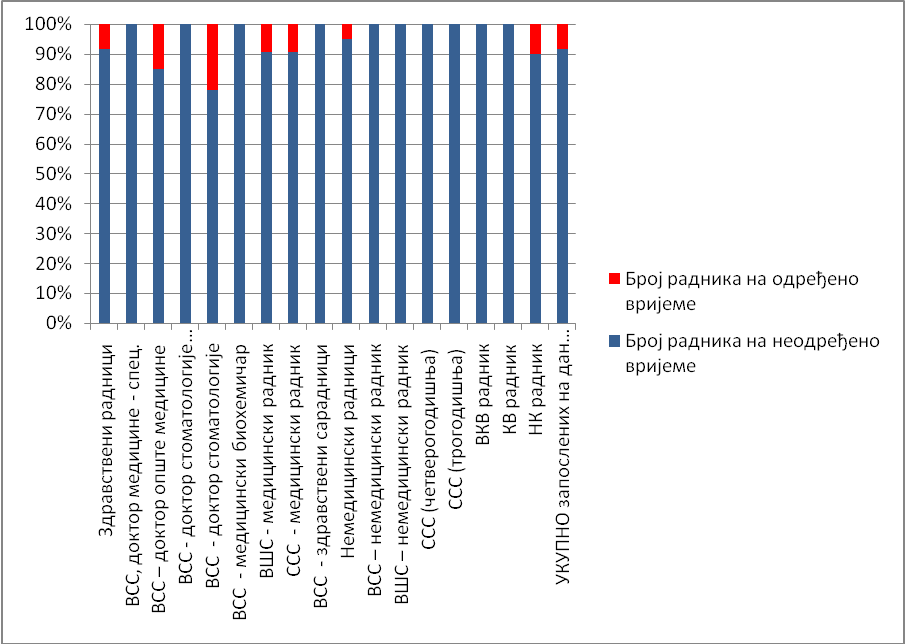 100%
90%
80%
70%
60%
50%
40%
30%
20%
10%
0%
Здравствени радници
ВСС, доктор медицине - спец.
ВСС – доктор опште медицине
ВСС - доктор стоматологије...
ВСС - доктор стоматологије
ВСС - медицински биохемичар
ВШС - медицински радник
ССС - медицински радник
ВСС - здравствени сарадници
Немедицински радници
ВСС – немедицински радник
ВШС – немедицински радник
ССС (четверогодишња)
ССС (трогодишња)
ВКВ радник
КВ радник
НК радник
УКУПНО запослених на дан...
Број радника на одређено
вријеме
Број радника на неодређено
вријеме